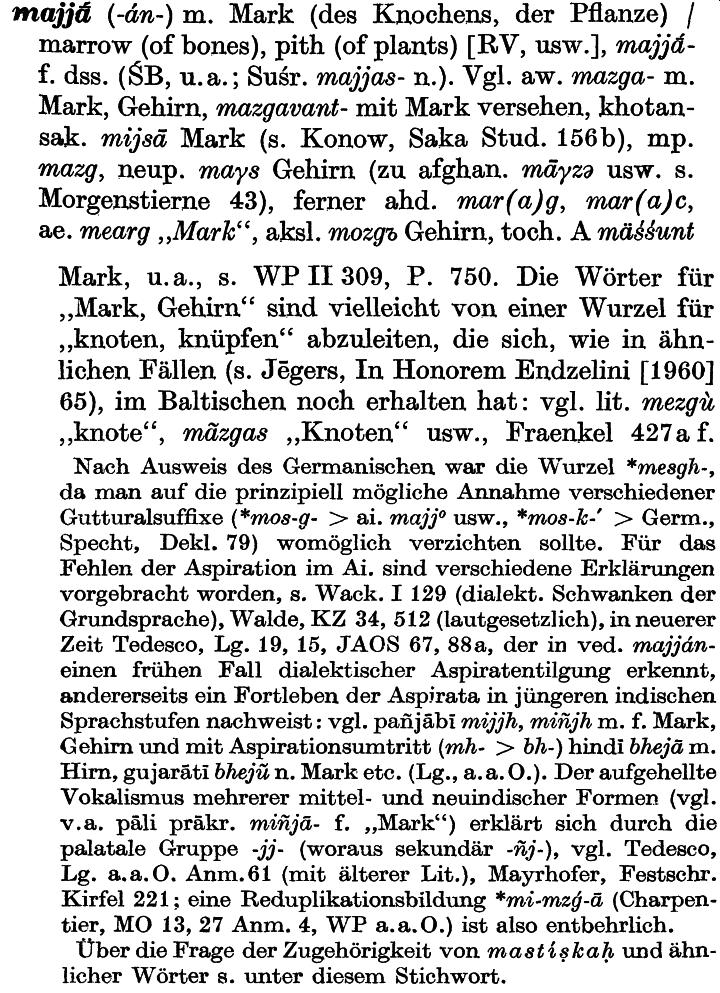 majjā́ (-án-) m. Mark (des Knochens, der Pflanze) /
marrow (of bones), pith (of plants) [RV, usw.], majjā́-
f. dss. (ŚB, u.a.; Suśr. majjas- n.). Vgl. aw. mazga- m.
Mark, Gehirn, mazgavant- mit Mark versehen, khotan-
sak. mijsā Mark (s. Konow, Saka Stud. 156b), mp.
mazg, neup. maγs Gehirn (zu afghan. māγzə usw. s.
Morgenstierne 43), ferner ahd. mar(a)g, mar(a)c,
ae. mearg „Mark“, aksl. mozgъ Gehirn, toch. A mäśśunt
Mark, u.a., s. WP II 309, P. 750. Die Wörter für
„Mark, Gehirn“ sind vielleicht von einer Wurzel für
„knoten, knüpfen“ abzuleiten, die sich, wie in ähn-
lichen Fällen (s. Jēgers, In Honorem Endzelini [1960]
65), im Baltischen noch erhalten hat: vgl. lit. mezgù
„knote“, mãzgas „Knoten“ usw., Fraenkel 427a f.
Nach Ausweis des Germanischen war die Wurzel *mesgh-,
da man auf die prinzipiell mögliche Annahme verschiedener
Gutturalsuffixe (*mos-g- > ai. majj° usw., *mos-k-′ > Germ.,
Specht, Dekl. 79) womöglich verzichten sollte. Für das
Fehlen der Aspiration im Ai. sind verschiedene Erklärungen
vorgebracht worden, s. Wack. I 129 (dialekt. Schwanken der
Grundsprache), Walde, KZ 34, 512 (lautgesetzlich), in neuerer
Zeit Tedesco, Lg. 19, 15, JAOS 67, 88a, der in ved. majján-
einen frühen Fall dialektischer Aspiratentilgung erkennt,
andererseits ein Fortleben der Aspirata in jüngeren indischen
Sprachstufen nachweist: vgl. pañjābī mijjh, miñjh m. f. Mark,
Gehirn und mit Aspirationsumtritt (mh- > bh-) hindī bhejā m.
Hirn, gujarātī bhejũ n. Mark etc. (Lg., a.a.O.). Der aufgehellte
Vokalismus mehrerer mittel- und neuindischer Formen (vgl.
v.a. pāli prākr. miñjā- f. „Mark“) erklärt sich durch die
palatale Gruppe -jj- (woraus sekundär -ñj-), vgl. Tedesco,
Lg. a.a.O. Anm.61 (mit älterer Lit.), Mayrhofer, Festschr.
Kirfel 221; eine Reduplikationsbildung *mi-mzǵ-ā (Charpen-
tier, MO 13, 27 Anm. 4, WP a.a.O.) ist also entbehrlich.
Über die Frage der Zugehörigkeit von mastíṣkaḥ und ähn-
licher Wörter s. unter diesem Stichwort.